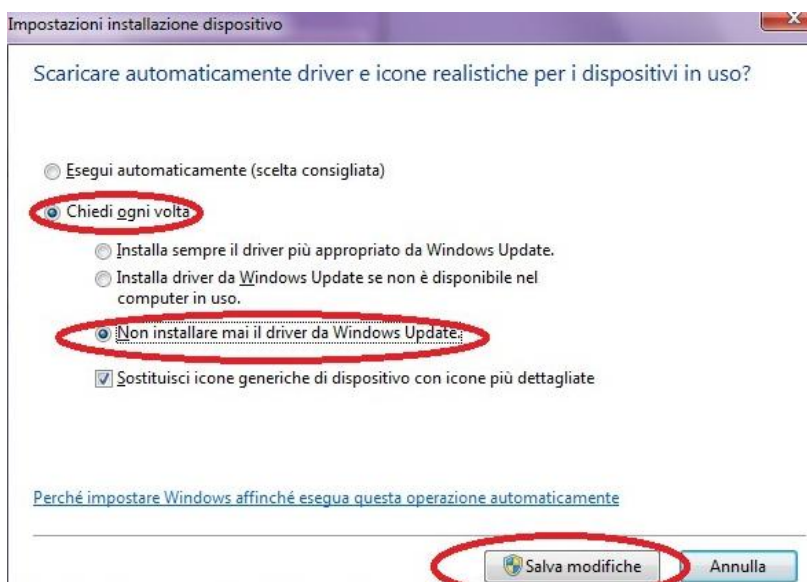 Impostazioni installazione dispositivo
Scaricare automaticamente driver e icone realistiche per i dispositivi in uso?
Esegui automaticamente (scelta consigliata)
Chiedi ogni volta
Installa sempre il driver più appropriato da Windows Update.
Installa driver da Windows Update se non è disponibile nel
computer in uso.
Non installare mai il driver da Windows Update.
Sostituisci icone generiche di dispositivo con icone più dettagliate
Perché impostare Windows affinché esegua questa operazione automaticamente
Salva modifiche
Annulla